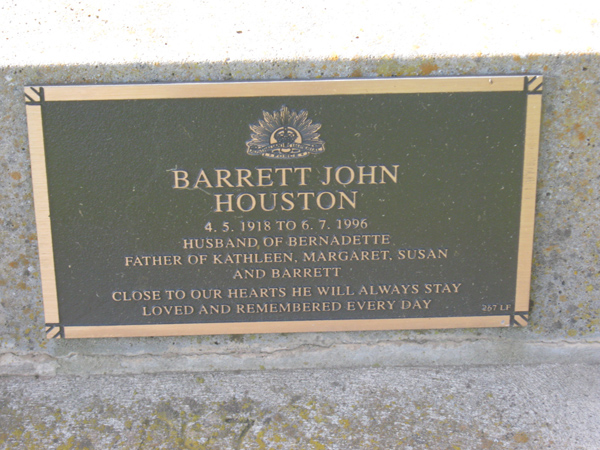 BARRETT JOHN
HOUSTON
4. 5. 1918 TO 6. 7. 1996
HUSBAND OF BERNADETTE
FATHER OF KATHLEEN, MARGARET, SUSAN
AND BARRETT
CLOSE TO OUR HEARTS HE WILL ALWAYS STAY
LOVED AND REMEMBERED EVERY DAY
267 LF